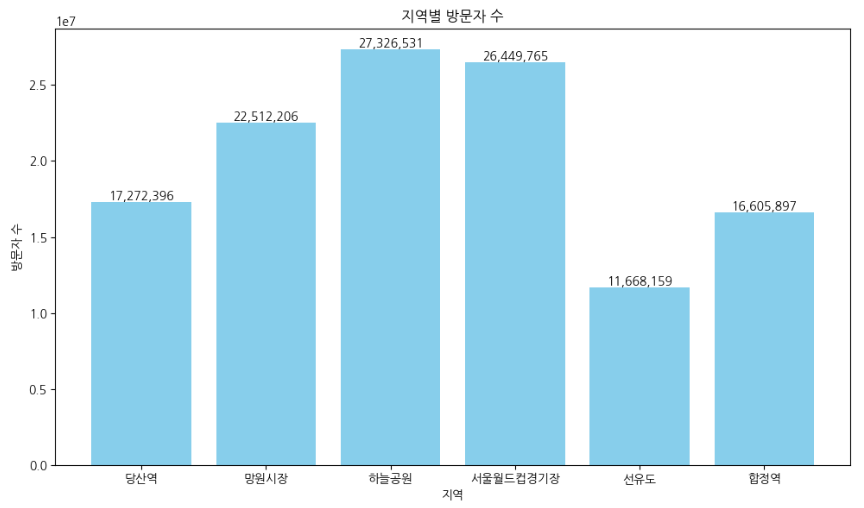 지역별 방문자 수
1e7
27,326,531
26,449,765
22,512,206
17,272,396
16,605,897
11,668,159
2.5
2.0
1.5
1.0
0.5
0.0
방문자 수
당산역 망원시장 하늘공원 서울월드컵경기장 선유도 합정역
지역